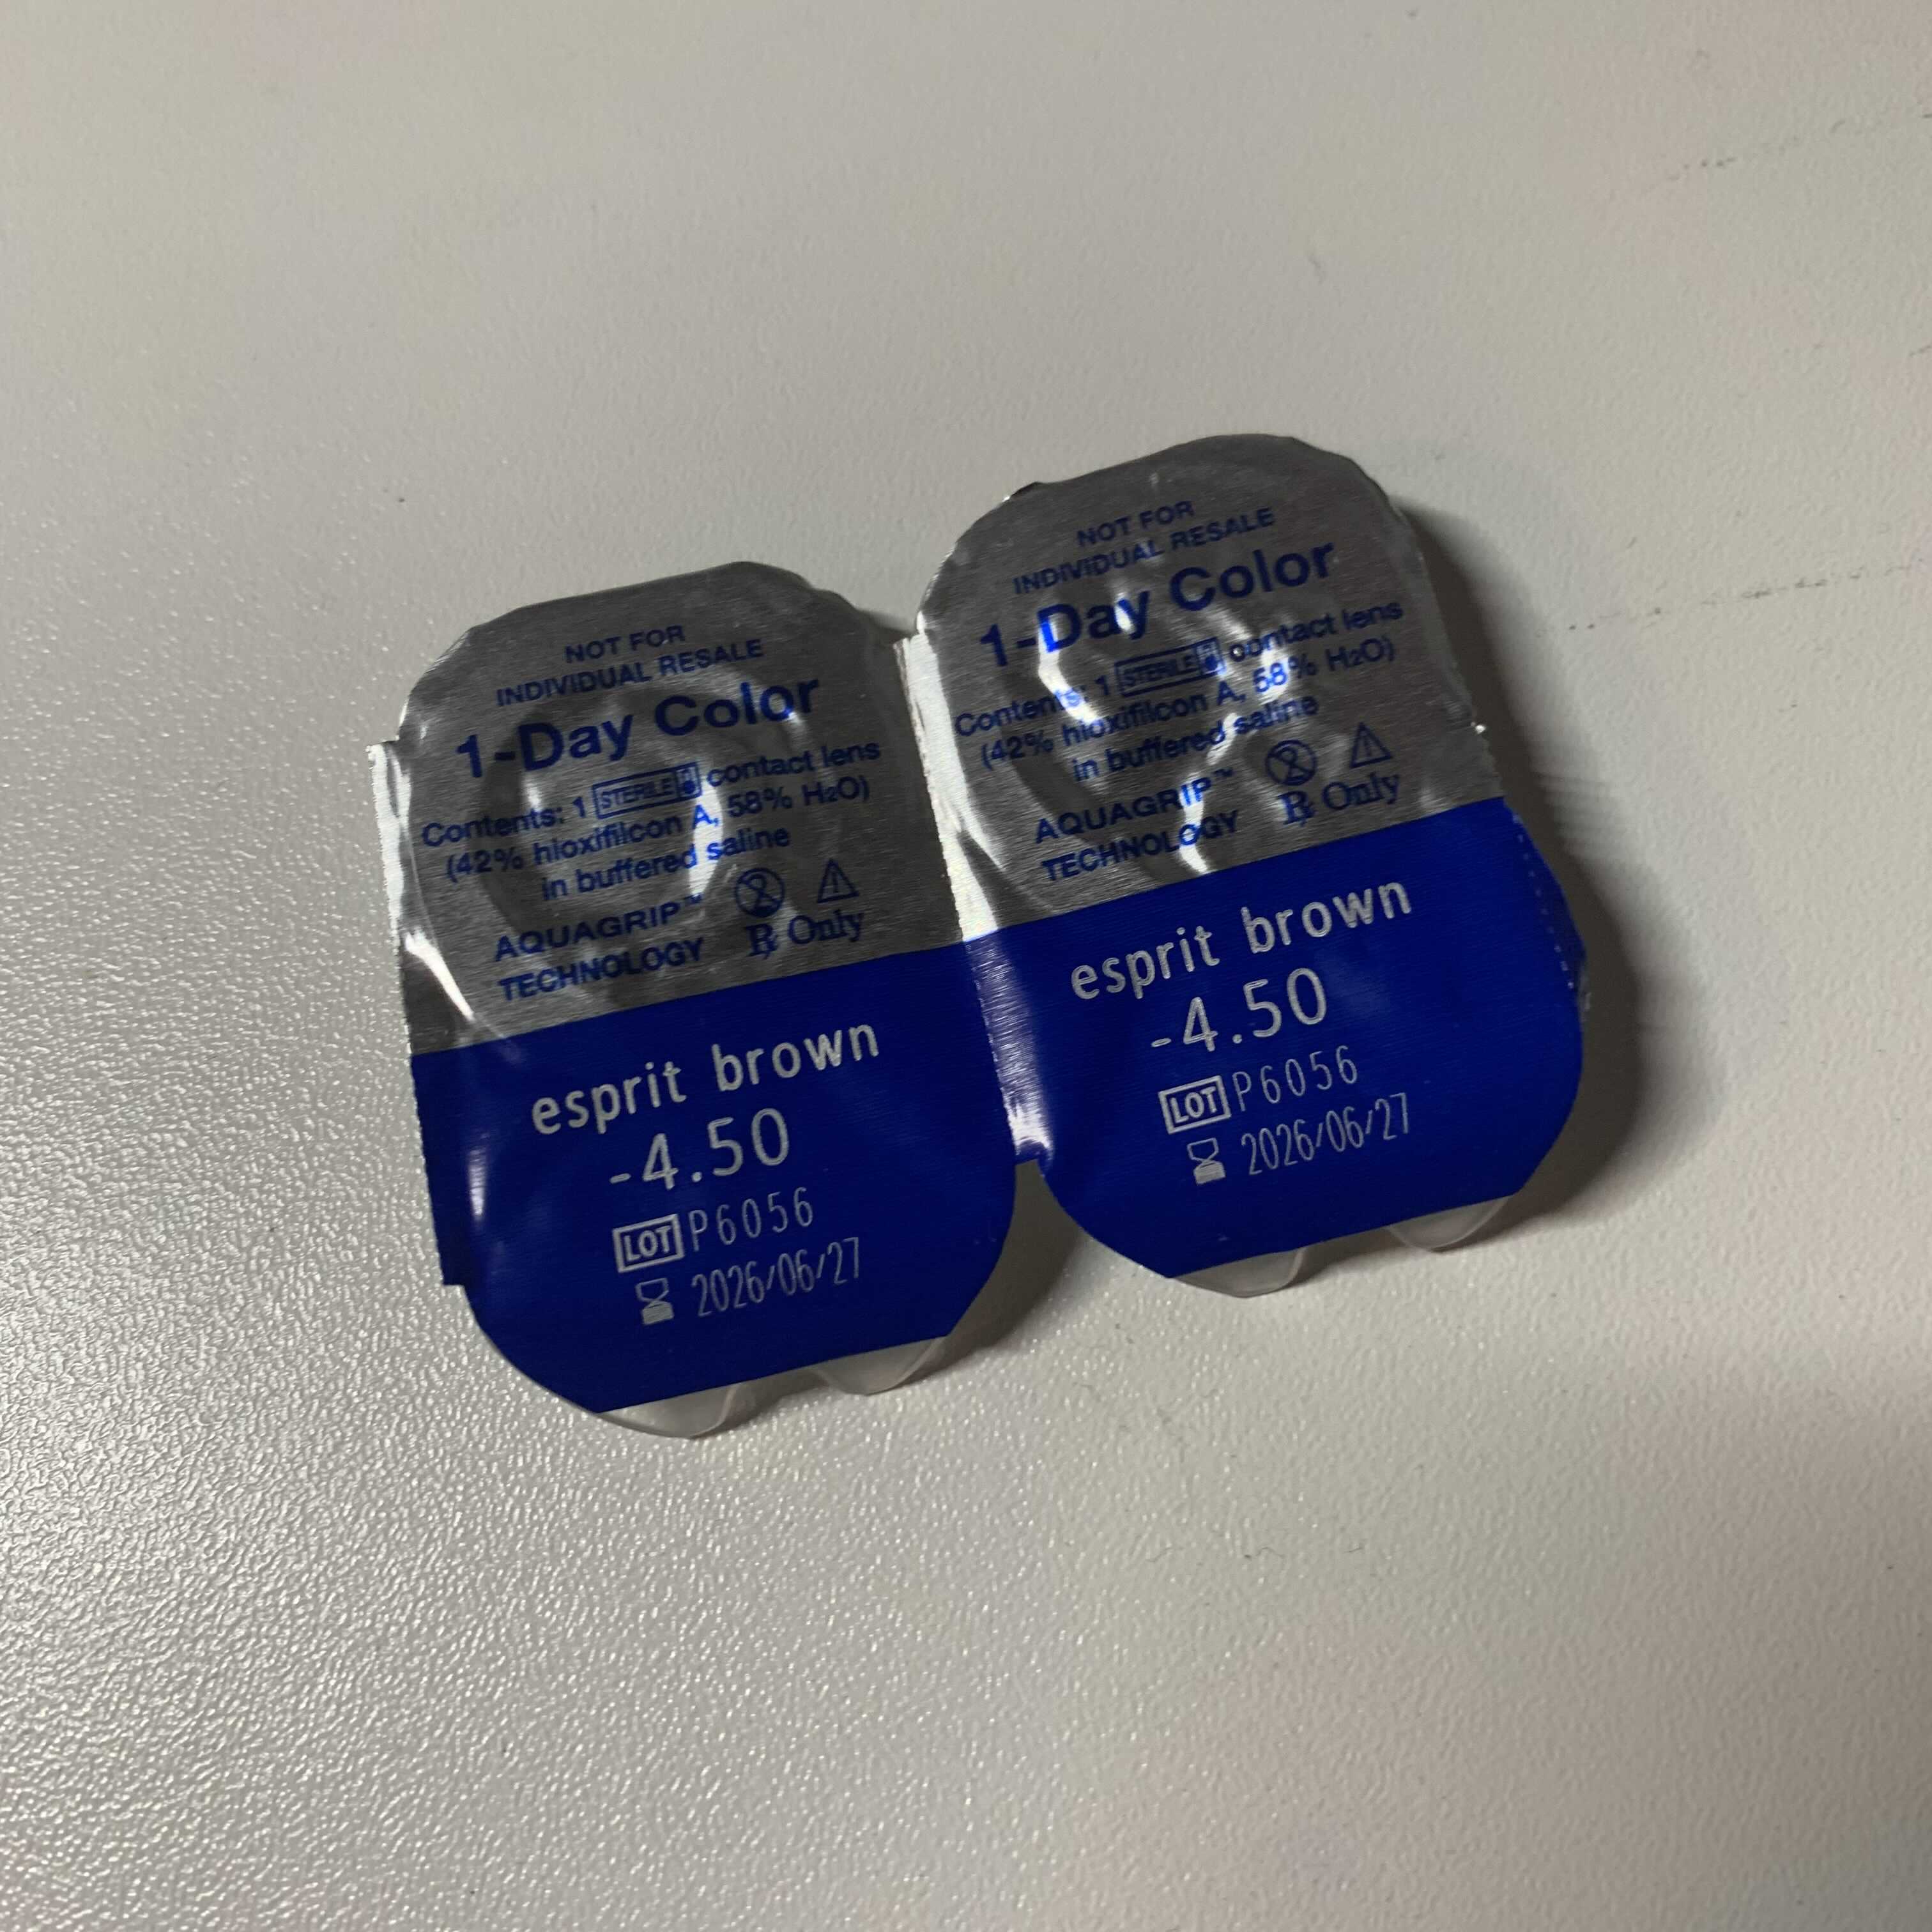 NOT FOR
INDIVIDUAL RESALE
1-Day Color
Contents: 1 STERILE contact lens
(42% hioxifilcon A, 58% H₂O)
in buffered saline
AQUAGRIP™
TECHNOLOGY
℞ Only
esprit brown
-4.50
LOT P6056
2026/06/27
NOT FOR
INDIVIDUAL RESALE
1-Day Color
Contents: 1 STERILE contact lens
(42% hioxifilcon A, 58% H₂O)
in buffered saline
AQUAGRIP™
TECHNOLOGY
℞ Only
esprit brown
-4.50
LOT P6056
2026/06/27